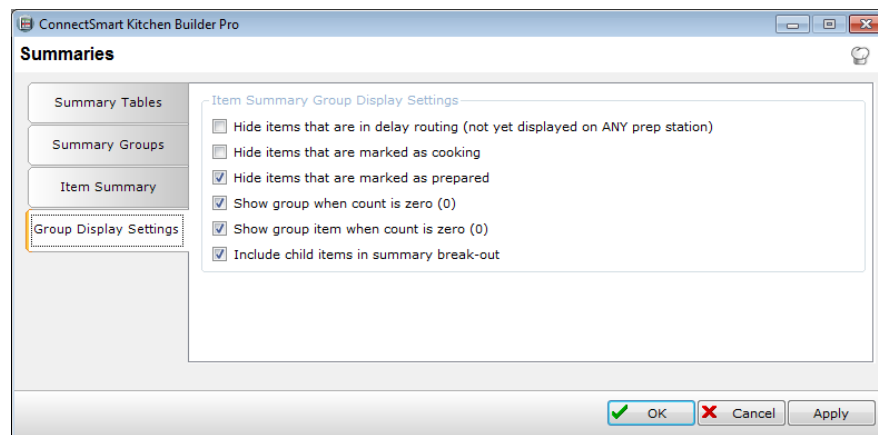 ConnectSmart Kitchen Builder Pro
Summaries
Summary Tables
Summary Groups
Item Summary
Group Display Settings
Item Summary Group Display Settings
Hide items that are in delay routing (not yet displayed on ANY prep station)
Hide items that are marked as cooking
Hide items that are marked as prepared
Show group when count is zero (0)
Show group item when count is zero (0)
Include child items in summary break-out
OK
Cancel
Apply